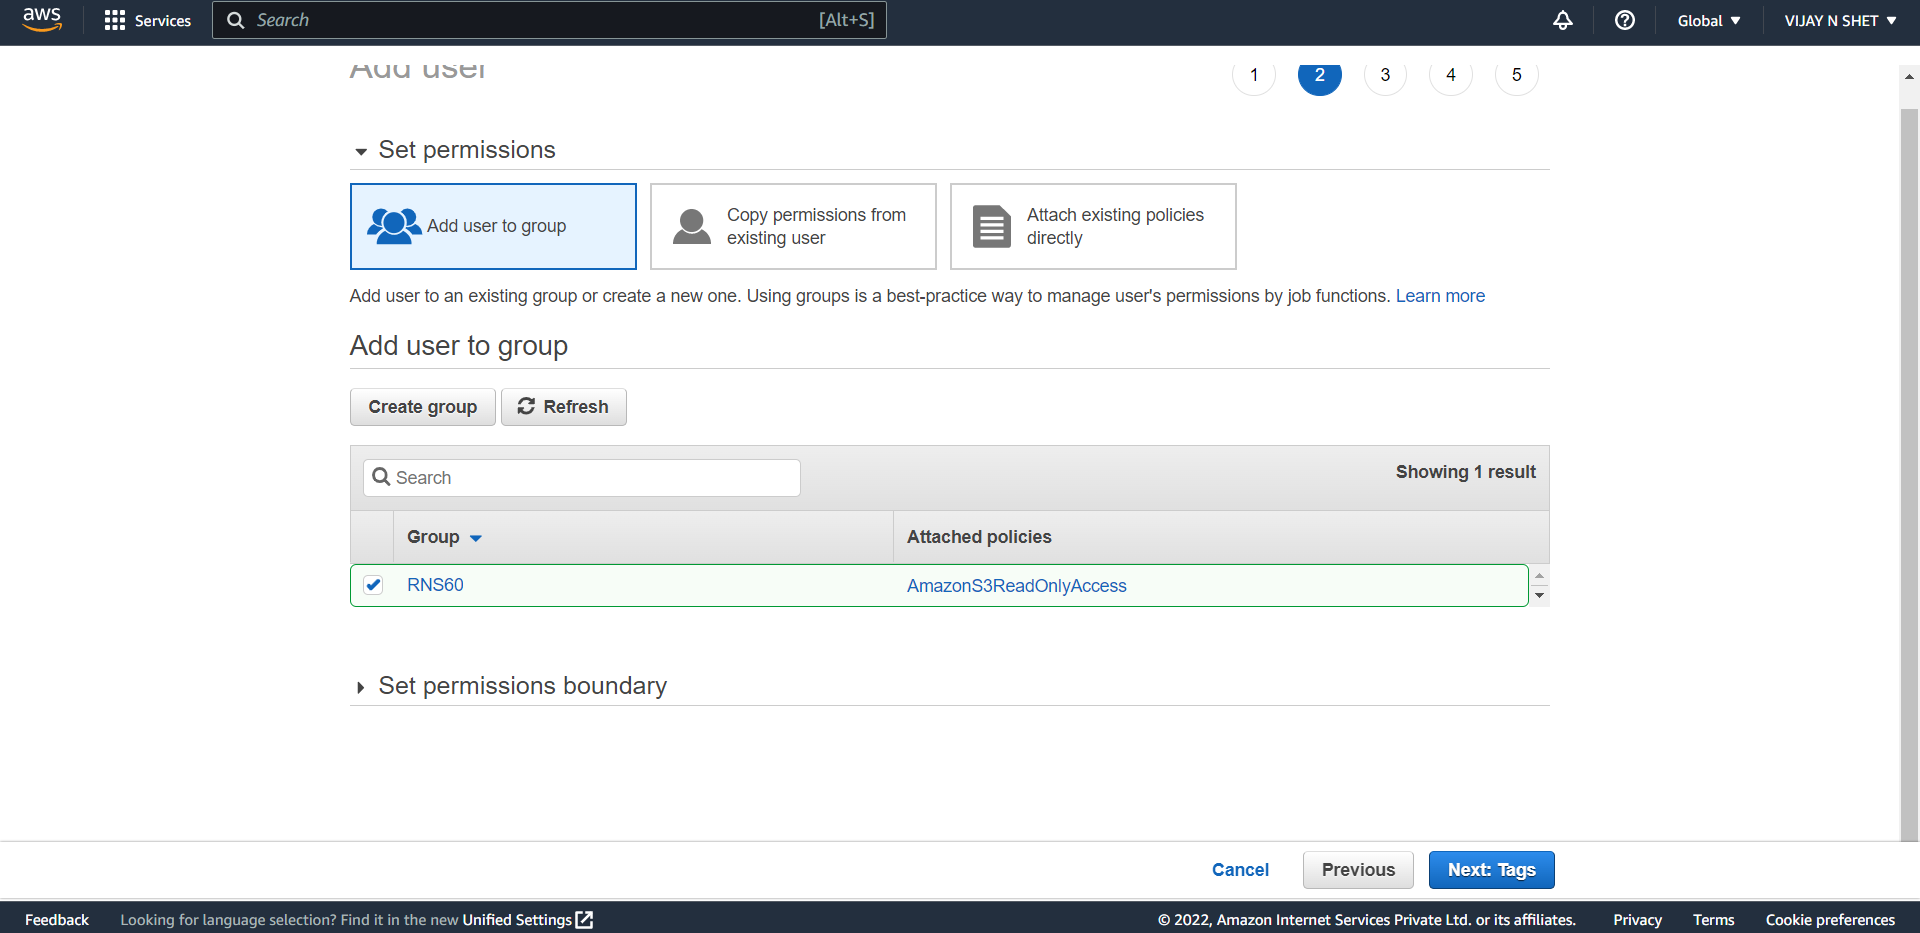 aws
Services
Search [Alt+S]
Global
VIJAY N SHET
Add user
1 2 3 4 5
Set permissions
Add user to group
Copy permissions from
existing user
Attach existing policies
directly
Add user to an existing group or create a new one. Using groups is a best-practice way to manage user's permissions by job functions. Learn more
Add user to group
Create group
Refresh
Search
Showing 1 result
Group
Attached policies
RNS60
AmazonS3ReadOnlyAccess
Set permissions boundary
Cancel
Previous
Next: Tags
Feedback
Looking for language selection? Find it in the new Unified Settings
© 2022, Amazon Internet Services Private Ltd. or its affiliates.
Privacy
Terms
Cookie preferences